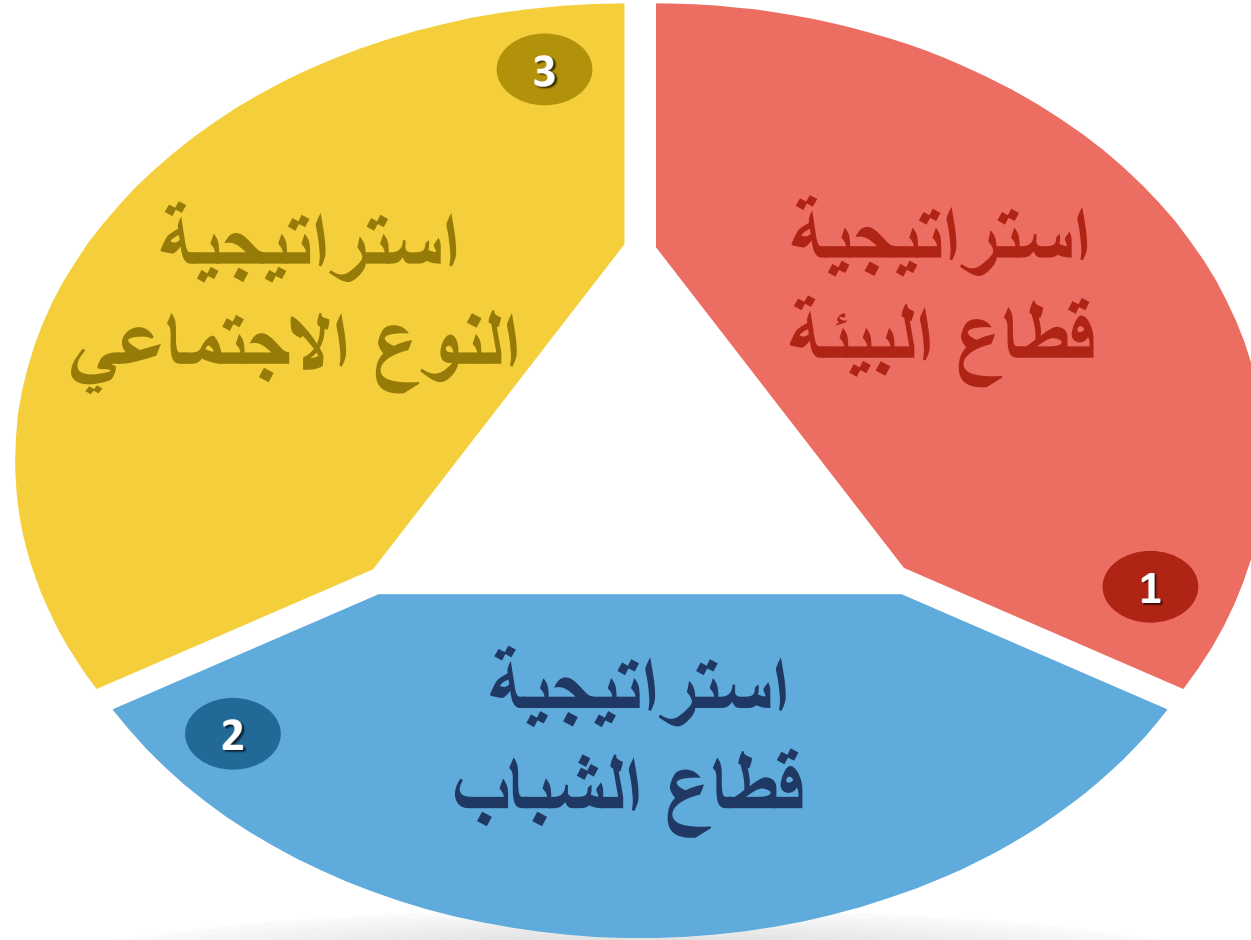 استراتيجية
قطاع البيئة
1
استراتيجية
قطاع الشباب
2
استراتيجية
النوع الاجتماعي
3